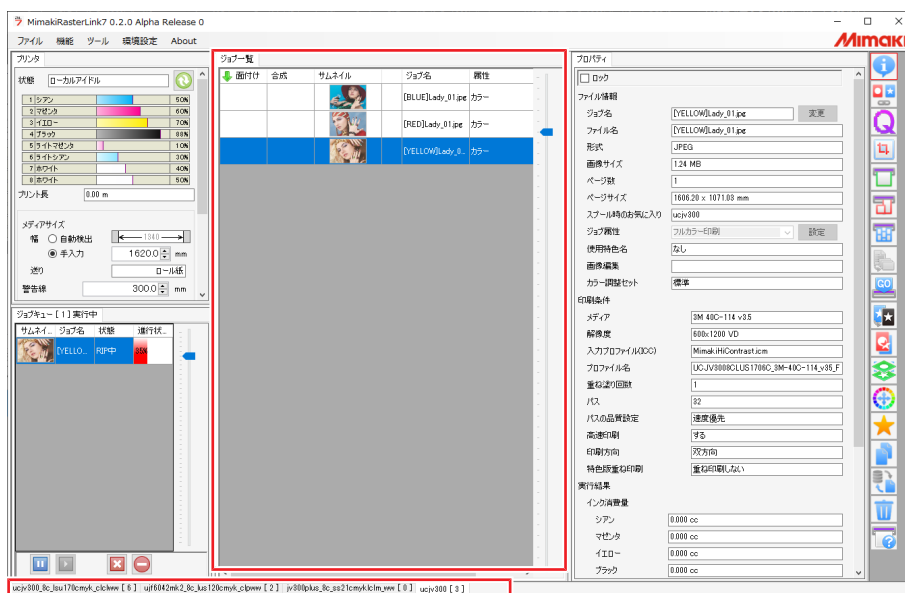 MimakiRasterLink7 0.2.0 Alpha Release 0
ファイル 機能 ツール 環境設定 About
Mimaki
プリンタ
状態 ローカルアイドル
1 シアン 50%
2 マゼンタ 60%
3 イエロー 70%
4 ブラック 88%
5 ライトマゼンタ 10%
6 ライトシアン 30%
7 ホワイト 40%
8 ホワイト 50%
プリント長 0.00 m
メディアサイズ
幅 自動検出 1340
手入力 1620.0 mm
送り ロール紙
警告線 300.0 mm
ジョブキュー [ 1 ] 実行中
サムネイ... ジョブ名 状態 進行状...
[YELLO... RIP中 35%
ジョブ一覧
面付け 合成 サムネイル ジョブ名 属性
[BLUE]Lady_01.jpg カラー
[RED]Lady_01.jpg カラー
[YELLOW]Lady_0... カラー
プロパティ
ロック
ファイル情報
ジョブ名 [YELLOW]Lady_01.jpg 変更
ファイル名 [YELLOW]Lady_01.jpg
形式 JPEG
画像サイズ 1.24 MB
ページ数 1
ページサイズ 1606.20 x 1071.03 mm
スプール時のお気に入り ucjv300
ジョブ属性 フルカラー印刷 設定
使用特色名 なし
画像編集
カラー調整セット 標準
印刷条件
メディア 3M 40C-114 v3.5
解像度 600x1200 VD
入力プロファイル(ICC) MimakiHiContrast.icm
プロファイル名 UCJV3008CLUS1706C_3M-40C-114_v35_F
重ね塗り回数 1
パス 32
パスの品質設定 速度優先
高速印刷 する
印刷方向 双方向
特色版重ね印刷 重ね印刷しない
実行結果
インク消費量
シアン 0.000 cc
マゼンタ 0.000 cc
イエロー 0.000 cc
ブラック 0.000 cc
GO
ucjv300_8c_lsu170cmyk_clclww [ 6 ] ujf6042mk2_8c_lus120cmyk_clpww [ 2 ] jv300plus_8c_ss21cmyklclm_ww [ 0 ] ucjv300 [ 3 ]